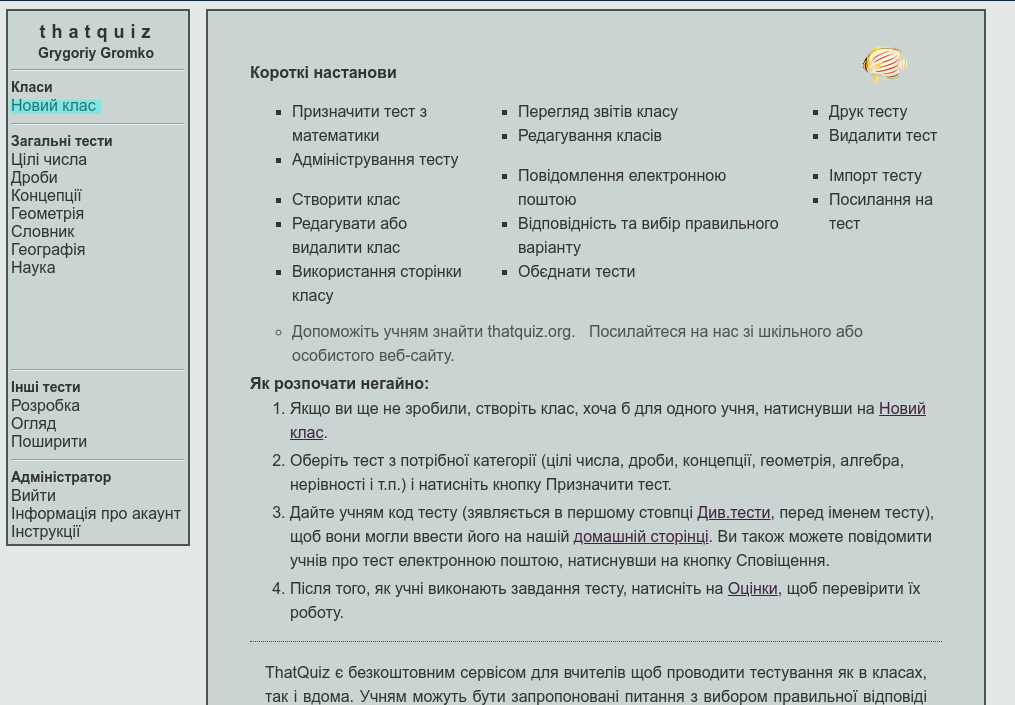 thatquiz
Grygoriy Gromko
Класи
Новий клас
Загальні тести
Цілі числа
Дроби
Концепції
Геометрія
Словник
Географія
Наука
Інші тести
Розробка
Огляд
Поширити
Адміністратор
Вийти
Інформація про акаунт
Інструкції
Короткі настанови
Призначити тест з
математики
Адміністрування тесту
Створити клас
Редагувати або
видалити клас
Використання сторінки
класу
Перегляд звітів класу
Редагування класів
Повідомлення електронною
поштою
Відповідність та вибір правильного
варіанту
Обєднати тести
Друк тесту
Видалити тест
Імпорт тесту
Посилання на
тест
Допоможіть учням знайти thatquiz.org. Посилайтеся на нас зі шкільного або
особистого веб-сайту.
Як розпочати негайно:
1. Якщо ви ще не зробили, створіть клас, хоча б для одного учня, натиснувши на Новий
клас.
2. Оберіть тест з потрібної категорії (цілі числа, дроби, концепції, геометрія, алгебра,
нерівності і т.п.) і натисніть кнопку Призначити тест.
3. Дайте учням код тесту (зявляється в першому стовпці Див.тести, перед іменем тесту),
щоб вони могли ввести його на нашій домашній сторінці. Ви також можете повідомити
учнів про тест електронною поштою, натиснувши на кнопку Сповіщення.
4. Після того, як учні виконають завдання тесту, натисніть на Оцінки, щоб перевірити їх
роботу.
ThatQuiz є безкоштовним сервісом для вчителів щоб проводити тестування як в класах,
так і вдома. Учням можуть бути запропоновані питання з вибором правильної відповіді